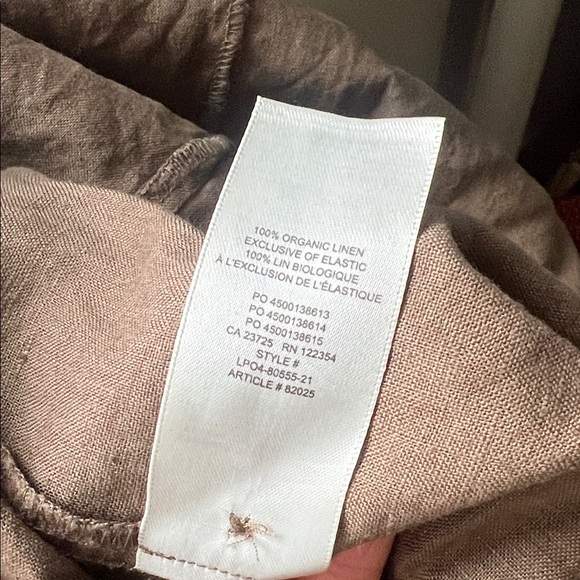 100% ORGANIC LINEN
EXCLUSIVE OF ELASTIC
100% LIN BIOLOGIQUE
À L'EXCLUSION DE L'ÉLASTIQUE
PO 4500138613
PO 4500138614
PO 4500138615
CA 23725 RN 122354
STYLE #
LPO4-80555-21
ARTICLE # 82025